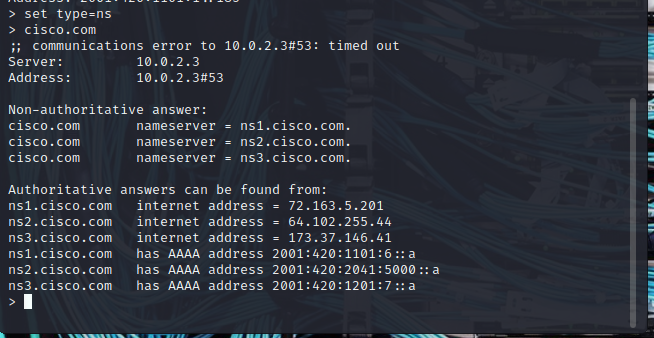 > set type=ns
> cisco.com
;; communications error to 10.0.2.3#53: timed out
Server:         10.0.2.3
Address:        10.0.2.3#53

Non-authoritative answer:
cisco.com       nameserver = ns1.cisco.com.
cisco.com       nameserver = ns2.cisco.com.
cisco.com       nameserver = ns3.cisco.com.

Authoritative answers can be found from:
ns1.cisco.com   internet address = 72.163.5.201
ns2.cisco.com   internet address = 64.102.255.44
ns3.cisco.com   internet address = 173.37.146.41
ns1.cisco.com   has AAAA address 2001:420:1101:6::a
ns2.cisco.com   has AAAA address 2001:420:2041:5000::a
ns3.cisco.com   has AAAA address 2001:420:1201:7::a
>